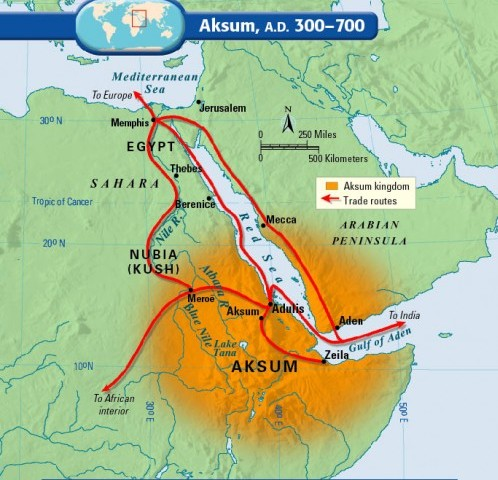 Aksum, A.D. 300–700
Mediterranean
Sea
To Europe
Jerusalem
30°N
Memphis
N
0 250 Miles
0 500 Kilometers
EGYPT
Thebes
SAHARA
Aksum kingdom
Trade routes
Tropic of Cancer
Berenice
Nile R.
Mecca
Red Sea
ARABIAN
PENINSULA
20°N
NUBIA
(KUSH)
Atbara R.
Meroë
Blue Nile
Aksum
Adulis
Aden
To India
Gulf of Aden
Lake
Tana
Zeila
AKSUM
10°N
To African
interior
30°E
40°E
50°E